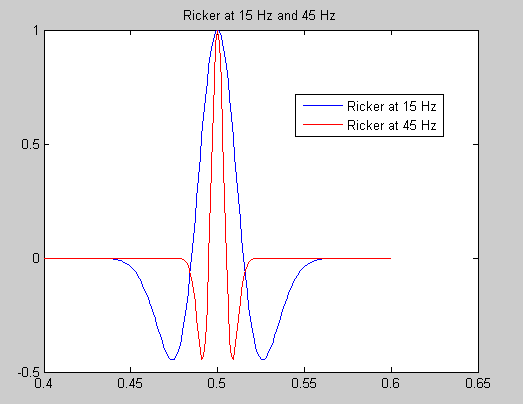 Ricker at 15 Hz and 45 Hz
1
Ricker at 15 Hz
Ricker at 45 Hz
0.5
0
-0.5
0.4 0.45 0.5 0.55 0.6 0.65